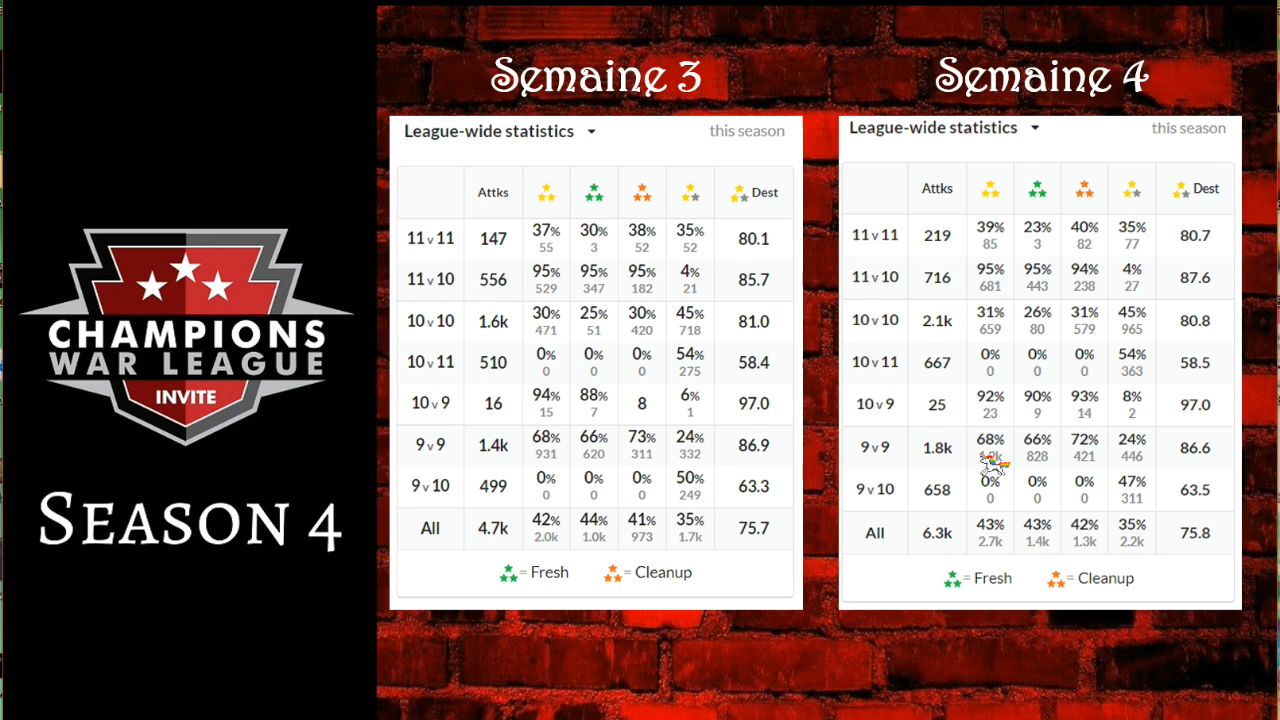 CHAMPIONS
WAR LEAGUE
INVITE
SEASON 4
Semaine 3
League-wide statistics this season
Attks Dest
11 v 11 147 37% 30% 38% 35% 80.1
55 3 52 52
11 v 10 556 95% 95% 95% 4% 85.7
529 347 182 21
10 v 10 1.6k 30% 25% 30% 45% 81.0
471 51 420 718
10 v 11 510 0% 0% 0% 54% 58.4
0 0 0 275
10 v 9 16 94% 88% 8 6% 97.0
15 7 1
9 v 9 1.4k 68% 66% 73% 24% 86.9
931 620 311 332
9 v 10 499 0% 0% 0% 50% 63.3
0 0 0 249
All 4.7k 42% 44% 41% 35% 75.7
2.0k 1.0k 973 1.7k
= Fresh = Cleanup
Semaine 4
League-wide statistics this season
Attks Dest
11 v 11 219 39% 23% 40% 35% 80.7
85 3 82 77
11 v 10 716 95% 95% 94% 4% 87.6
681 443 238 27
10 v 10 2.1k 31% 26% 31% 45% 80.8
659 80 579 965
10 v 11 667 0% 0% 0% 54% 58.5
0 0 0 363
10 v 9 25 92% 90% 93% 8% 97.0
23 9 14 2
9 v 9 1.8k 68% 66% 72% 24% 86.6
828 421 446
9 v 10 658 0% 0% 0% 47% 63.5
0 0 0 311
All 6.3k 43% 43% 42% 35% 75.8
2.7k 1.4k 1.3k 2.2k
= Fresh = Cleanup